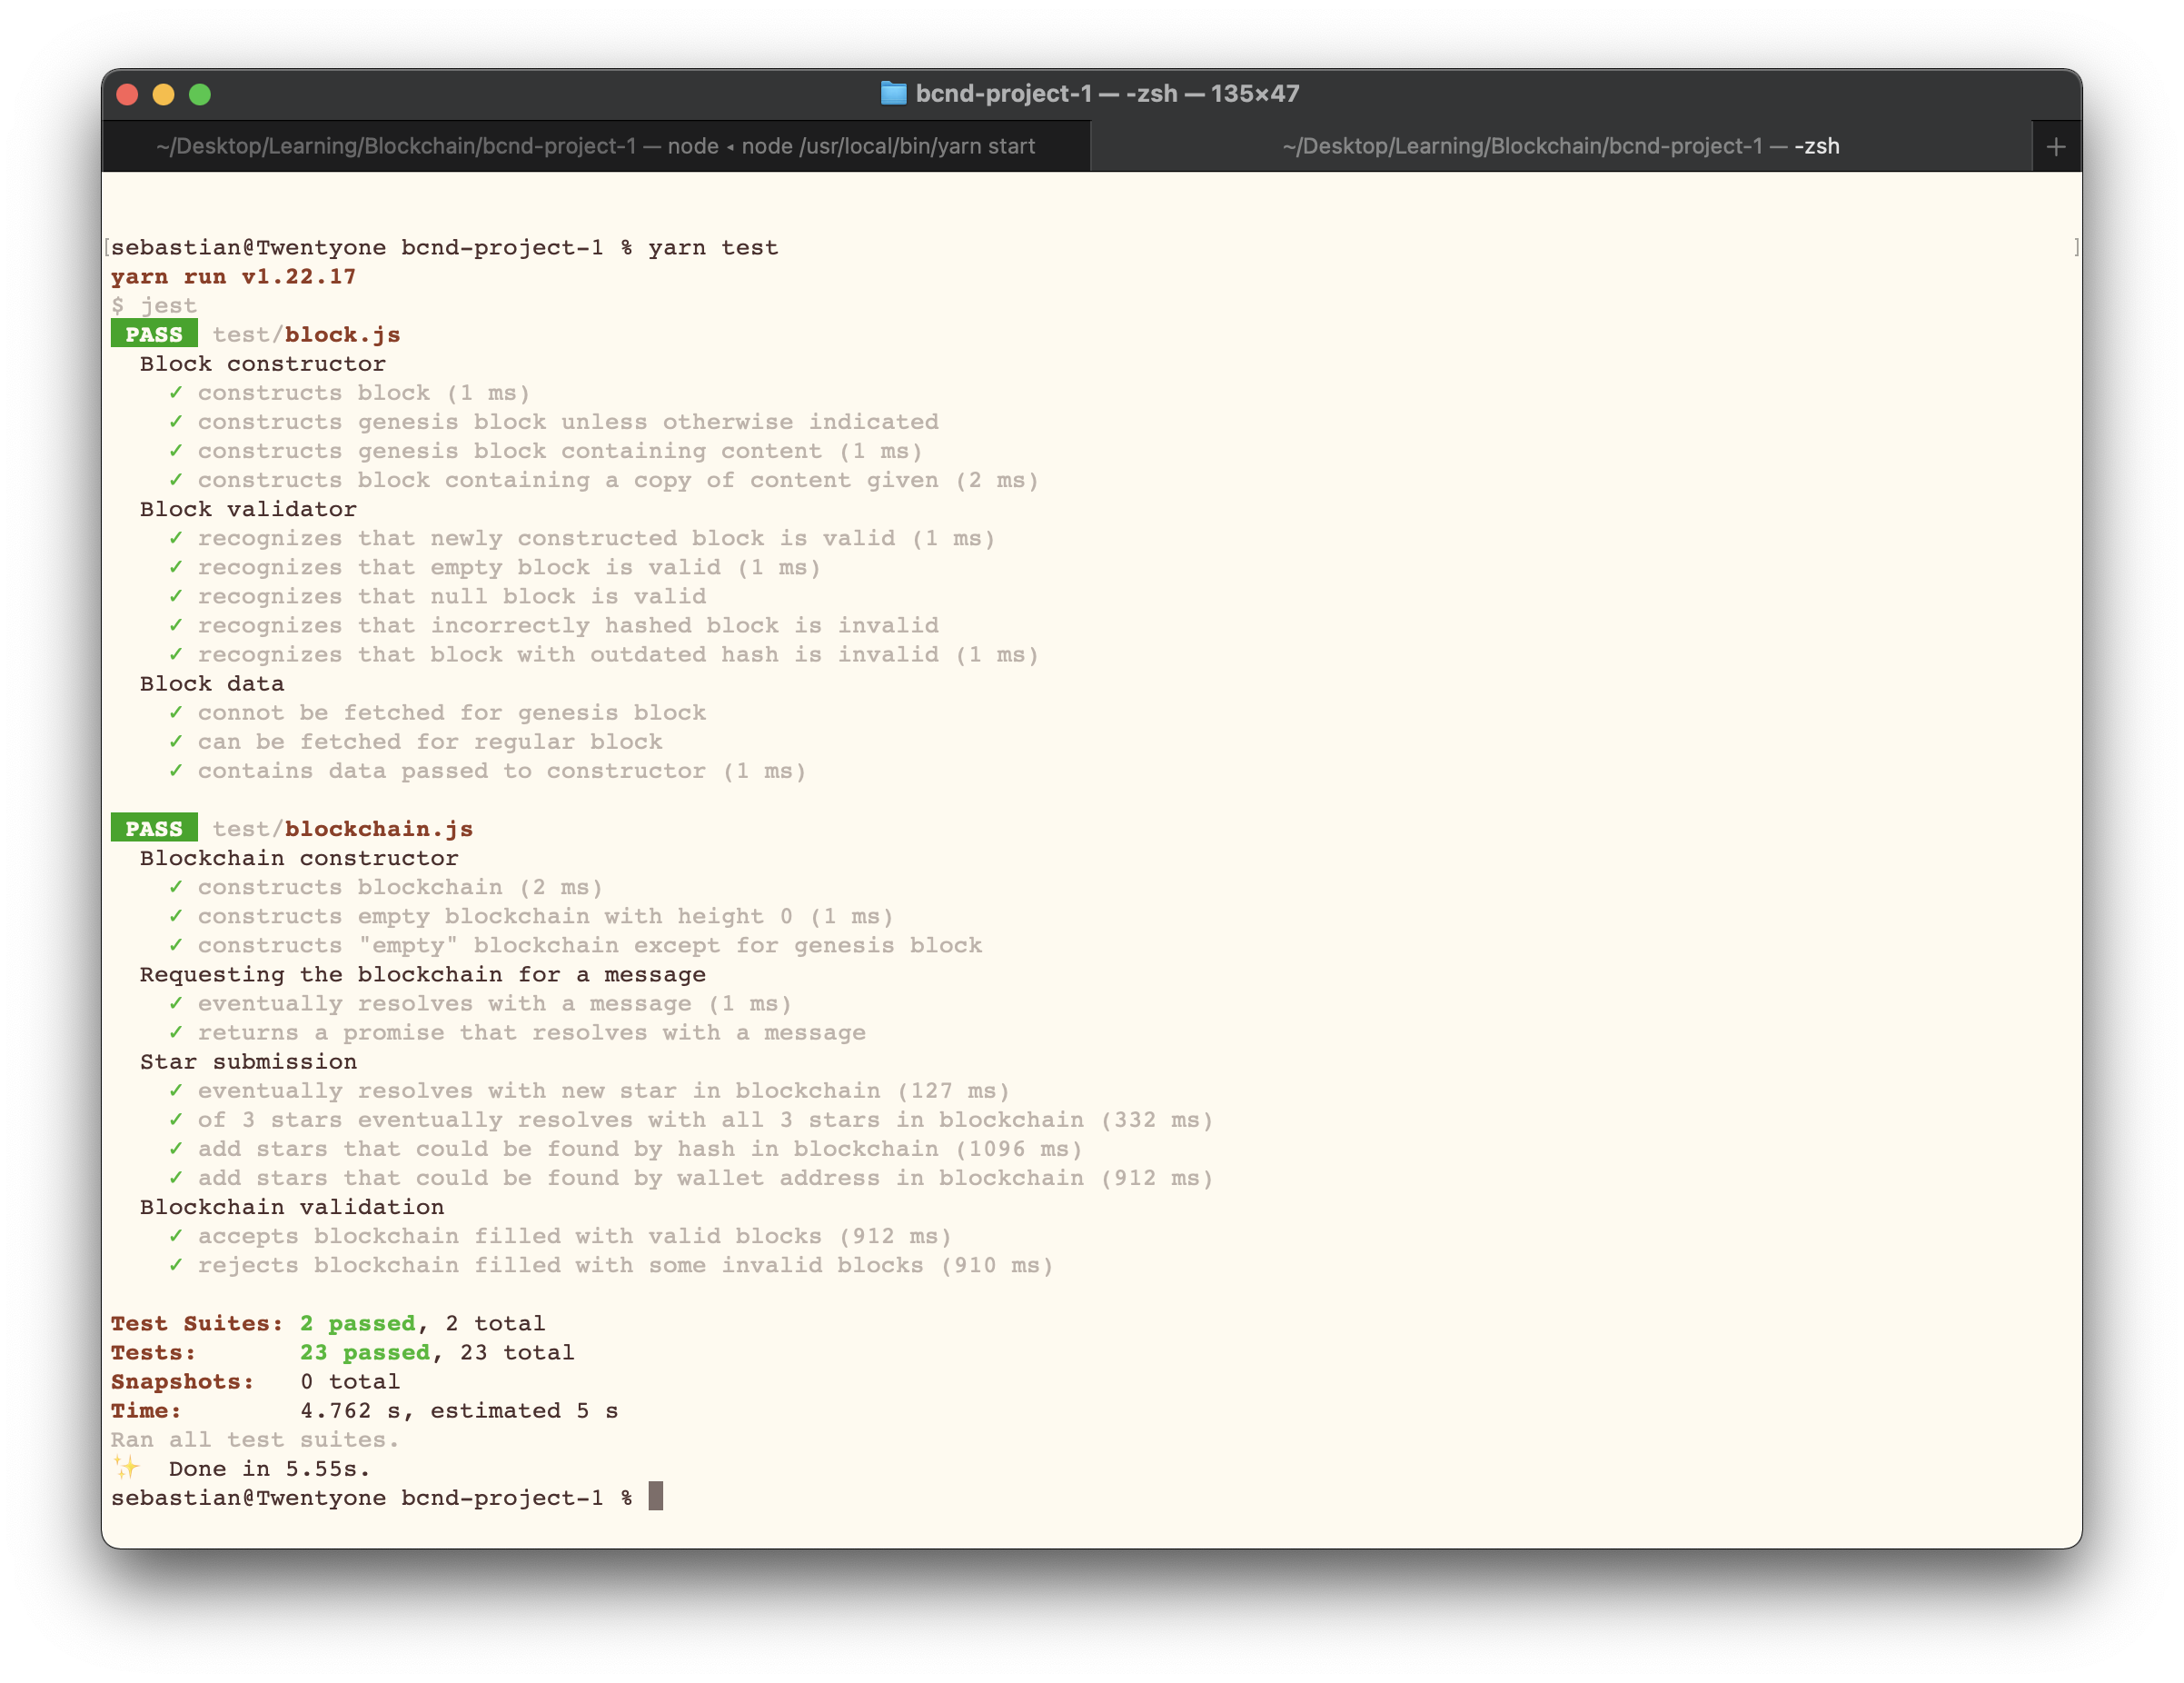 bcnd-project-1 — -zsh — 135×47
~/Desktop/Learning/Blockchain/bcnd-project-1 — node ◂ node /usr/local/bin/yarn start
~/Desktop/Learning/Blockchain/bcnd-project-1 — -zsh
+
[sebastian@Twentyone bcnd-project-1 % yarn test ]
yarn run v1.22.17
$ jest
PASS test/block.js
Block constructor
✓ constructs block (1 ms)
✓ constructs genesis block unless otherwise indicated
✓ constructs genesis block containing content (1 ms)
✓ constructs block containing a copy of content given (2 ms)
Block validator
✓ recognizes that newly constructed block is valid (1 ms)
✓ recognizes that empty block is valid (1 ms)
✓ recognizes that null block is valid
✓ recognizes that incorrectly hashed block is invalid
✓ recognizes that block with outdated hash is invalid (1 ms)
Block data
✓ connot be fetched for genesis block
✓ can be fetched for regular block
✓ contains data passed to constructor (1 ms)
PASS test/blockchain.js
Blockchain constructor
✓ constructs blockchain (2 ms)
✓ constructs empty blockchain with height 0 (1 ms)
✓ constructs "empty" blockchain except for genesis block
Requesting the blockchain for a message
✓ eventually resolves with a message (1 ms)
✓ returns a promise that resolves with a message
Star submission
✓ eventually resolves with new star in blockchain (127 ms)
✓ of 3 stars eventually resolves with all 3 stars in blockchain (332 ms)
✓ add stars that could be found by hash in blockchain (1096 ms)
✓ add stars that could be found by wallet address in blockchain (912 ms)
Blockchain validation
✓ accepts blockchain filled with valid blocks (912 ms)
✓ rejects blockchain filled with some invalid blocks (910 ms)
Test Suites: 2 passed, 2 total
Tests: 23 passed, 23 total
Snapshots: 0 total
Time: 4.762 s, estimated 5 s
Ran all test suites.
✨ Done in 5.55s.
sebastian@Twentyone bcnd-project-1 %